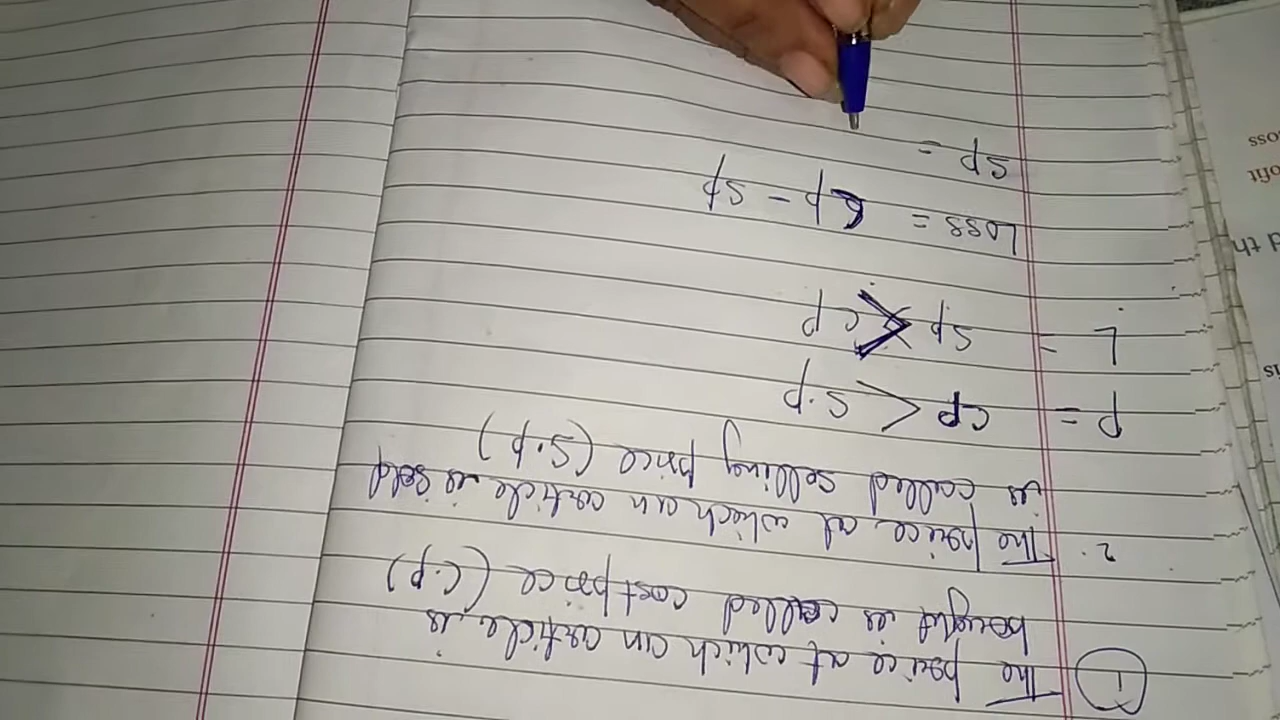 ① The price at which an article is
bought is called cost price (C.P)
2. The price at which an article is sold
is called selling price (S.P)
P = CP < S.P
L = SP < CP
Loss = CP - SP
SP =